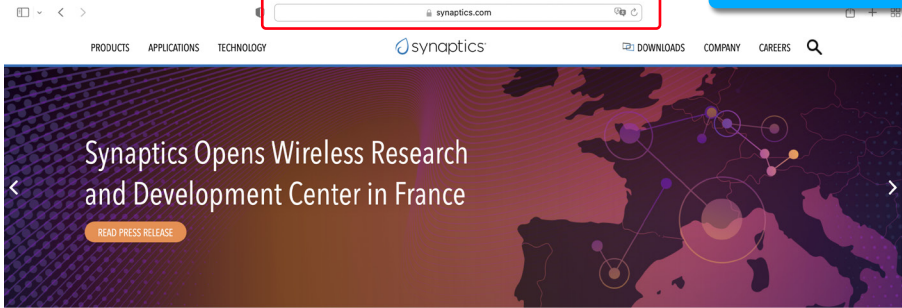 synaptics.com
PRODUCTS APPLICATIONS TECHNOLOGY synaptics DOWNLOADS COMPANY CAREERS
Synaptics Opens Wireless Research
and Development Center in France
READ PRESS RELEASE